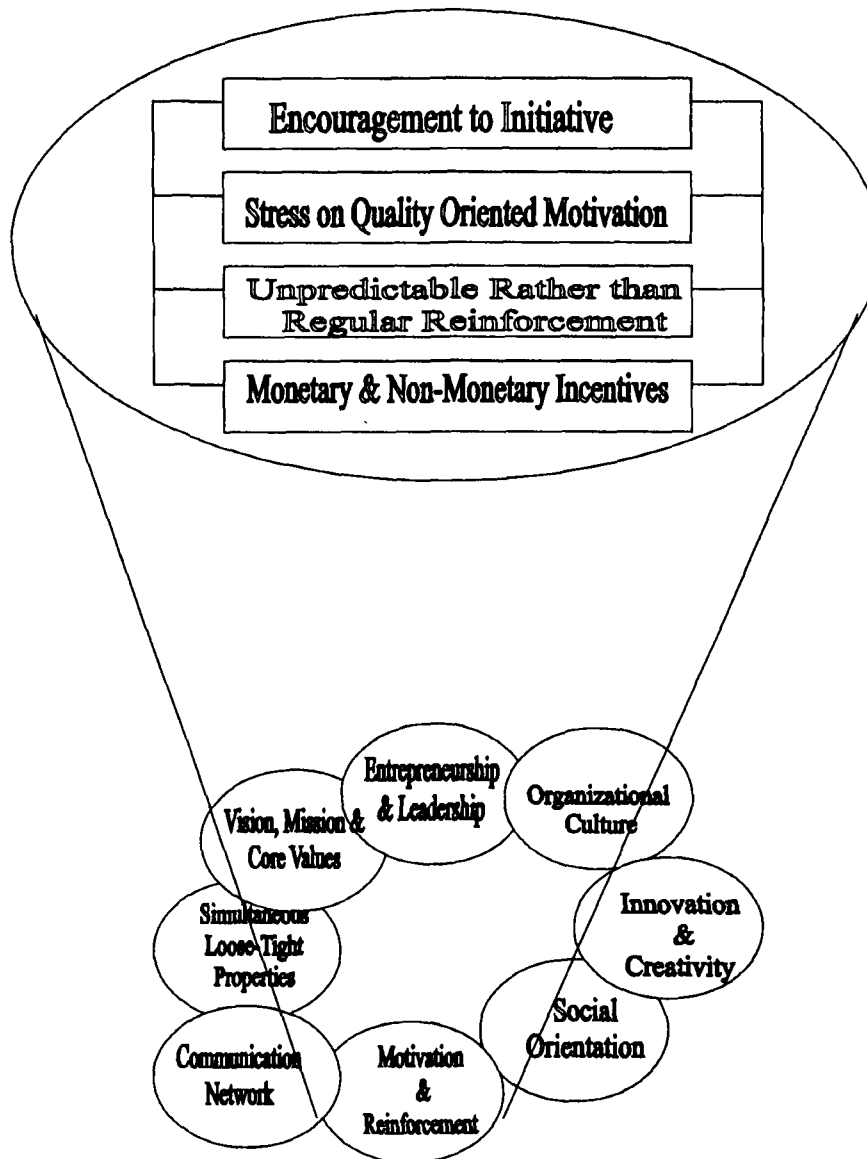 Encouragement to Initiative
Stress on Quality Oriented Motivation
Unpredictable Rather than
Regular Reinforcement
Monetary & Non-Monetary Incentives
Entrepreneurship
& Leadership
Organizational
Culture
Vision, Mission &
Core Values
Innovation
&
Creativity
Simultaneous
Loose-Tight
Properties
Social
Orientation
Communication
Network
Motivation
&
Reinforcement